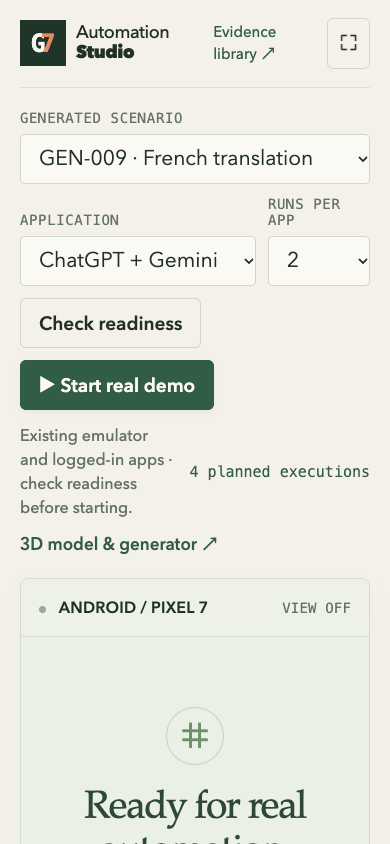 G7
Automation
Studio
Evidence
library ↗
GENERATED SCENARIO
GEN-009 · French translation
APPLICATION
RUNS PER
APP
ChatGPT + Gemini
2
Check readiness
▶ Start real demo
Existing emulator
and logged-in apps ·
check readiness
before starting.
4 planned executions
3D model & generator ↗
ANDROID / PIXEL 7
VIEW OFF
Ready for real
automation